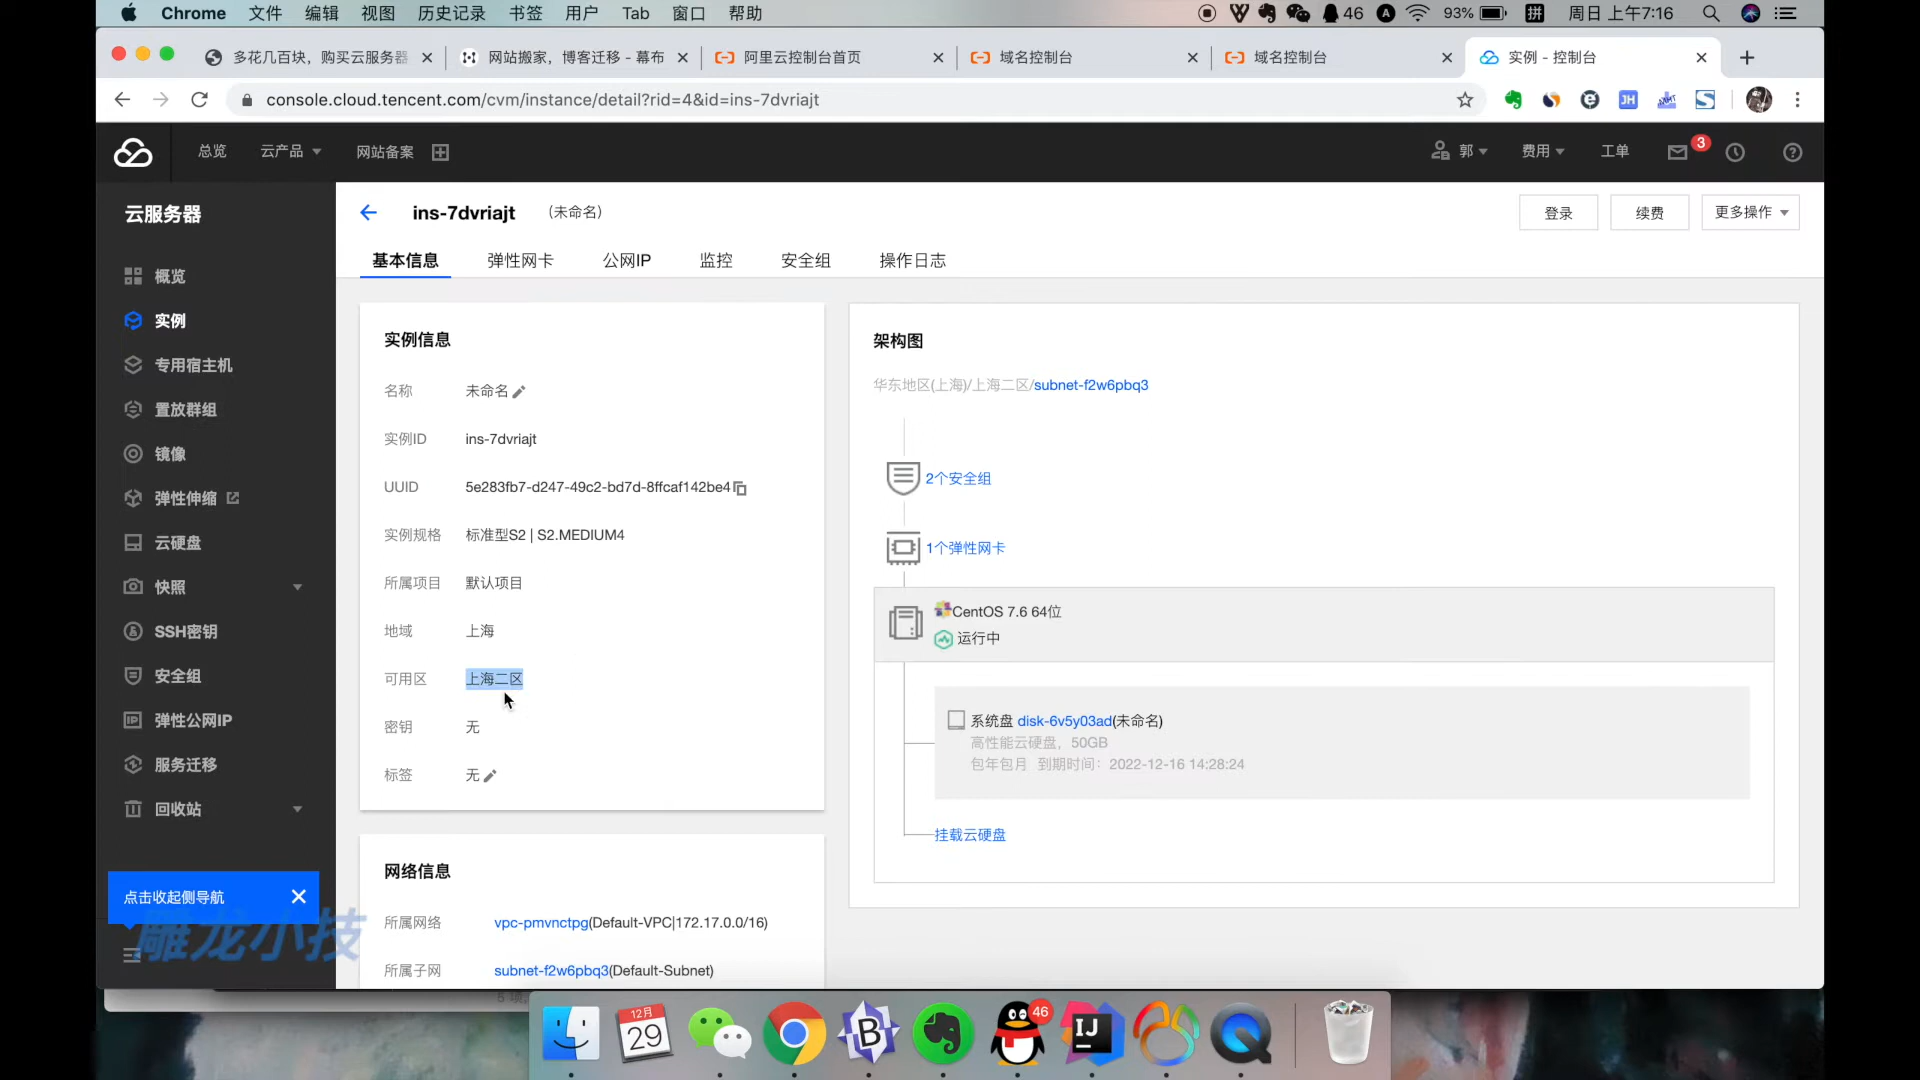 Chrome 文件 编辑 视图 历史记录 书签 用户 Tab 窗口 帮助 46 93% 拼 周日 上午7:16
多花几百块，购买云服务器 网站搬家，博客迁移 - 幕布 阿里云控制台首页 域名控制台 域名控制台 实例 - 控制台
console.cloud.tencent.com/cvm/instance/detail?rid=4&id=ins-7dvriajt
总览 云产品 网站备案 郭 费用 工单 3
云服务器
概览
实例
专用宿主机
置放群组
镜像
弹性伸缩
云硬盘
快照
SSH密钥
安全组
弹性公网IP
服务迁移
回收站
点击收起侧导航
雕龙小技
ins-7dvriajt （未命名） 登录 续费 更多操作
基本信息 弹性网卡 公网IP 监控 安全组 操作日志
实例信息
名称 未命名
实例ID ins-7dvriajt
UUID 5e283fb7-d247-49c2-bd7d-8ffcaf142be4
实例规格 标准型S2 | S2.MEDIUM4
所属项目 默认项目
地域 上海
可用区 上海二区
密钥 无
标签 无
网络信息
所属网络 vpc-pmvnctpg(Default-VPC|172.17.0.0/16)
所属子网 subnet-f2w6pbq3(Default-Subnet)
架构图
华东地区(上海)/上海二区/subnet-f2w6pbq3
2个安全组
1个弹性网卡
CentOS 7.6 64位
运行中
系统盘 disk-6v5y03ad(未命名)
高性能云硬盘，50GB
包年包月 到期时间：2022-12-16 14:28:24
挂载云硬盘
12月
29
46
IJ